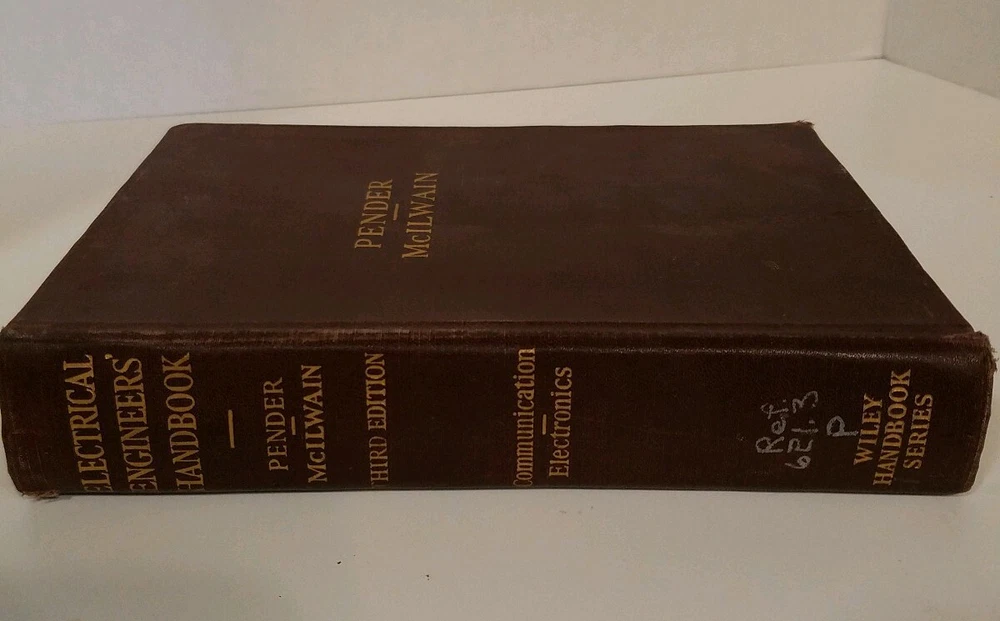 PENDER
McILWAIN
ELECTRICAL
ENGINEERS'
HANDBOOK
PENDER
McILWAIN
THIRD EDITION
Communication
Electronics
Ref.
621.3
P
WILEY
HANDBOOK
SERIES